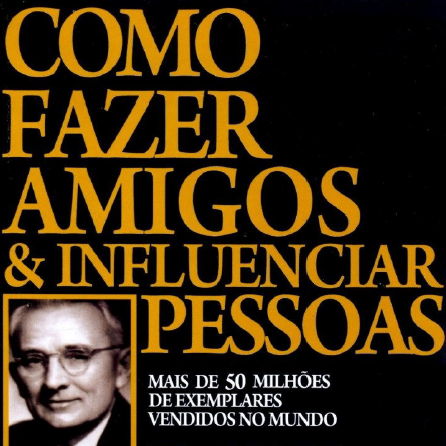 COMO
FAZER
AMIGOS
& INFLUENCIAR
PESSOAS
MAIS DE 50 MILHÕES
DE EXEMPLARES
VENDIDOS NO MUNDO